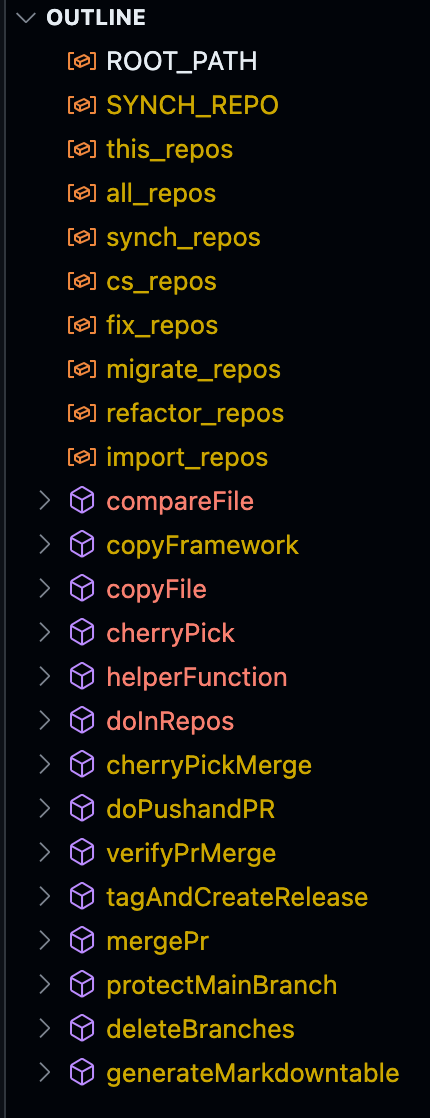 OUTLINE
ROOT_PATH
SYNCH_REPO
this_repos
all_repos
synch_repos
cs_repos
fix_repos
migrate_repos
refactor_repos
import_repos
compareFile
copyFramework
copyFile
cherryPick
helperFunction
doInRepos
cherryPickMerge
doPushandPR
verifyPrMerge
tagAndCreateRelease
mergePr
protectMainBranch
deleteBranches
generateMarkdowntable